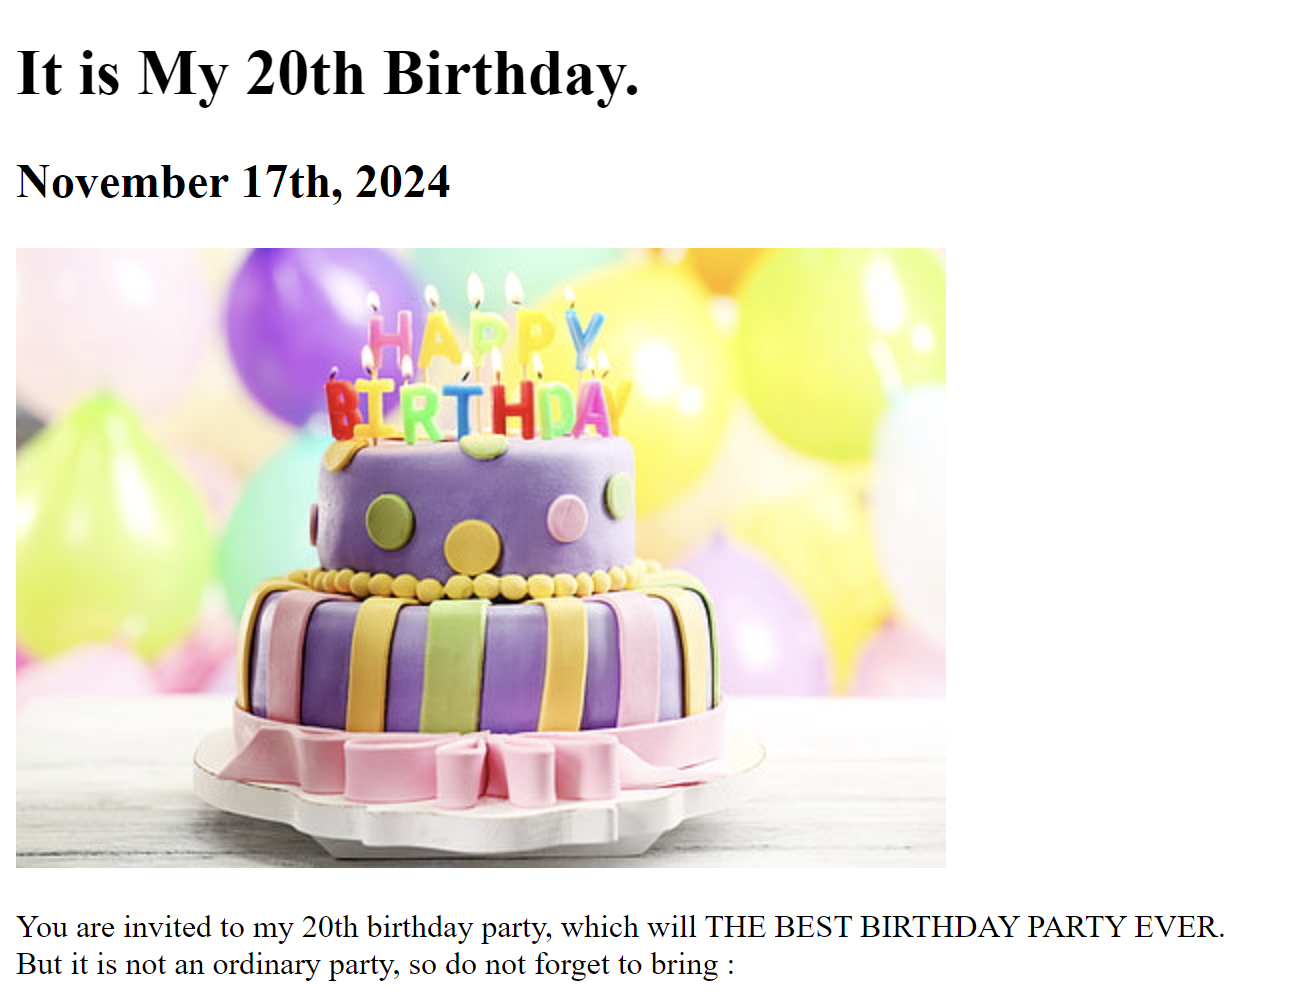 It is My 20th Birthday.
November 17th, 2024
HAPPY
BIRTHDAY
You are invited to my 20th birthday party, which will THE BEST BIRTHDAY PARTY EVER.
But it is not an ordinary party, so do not forget to bring :